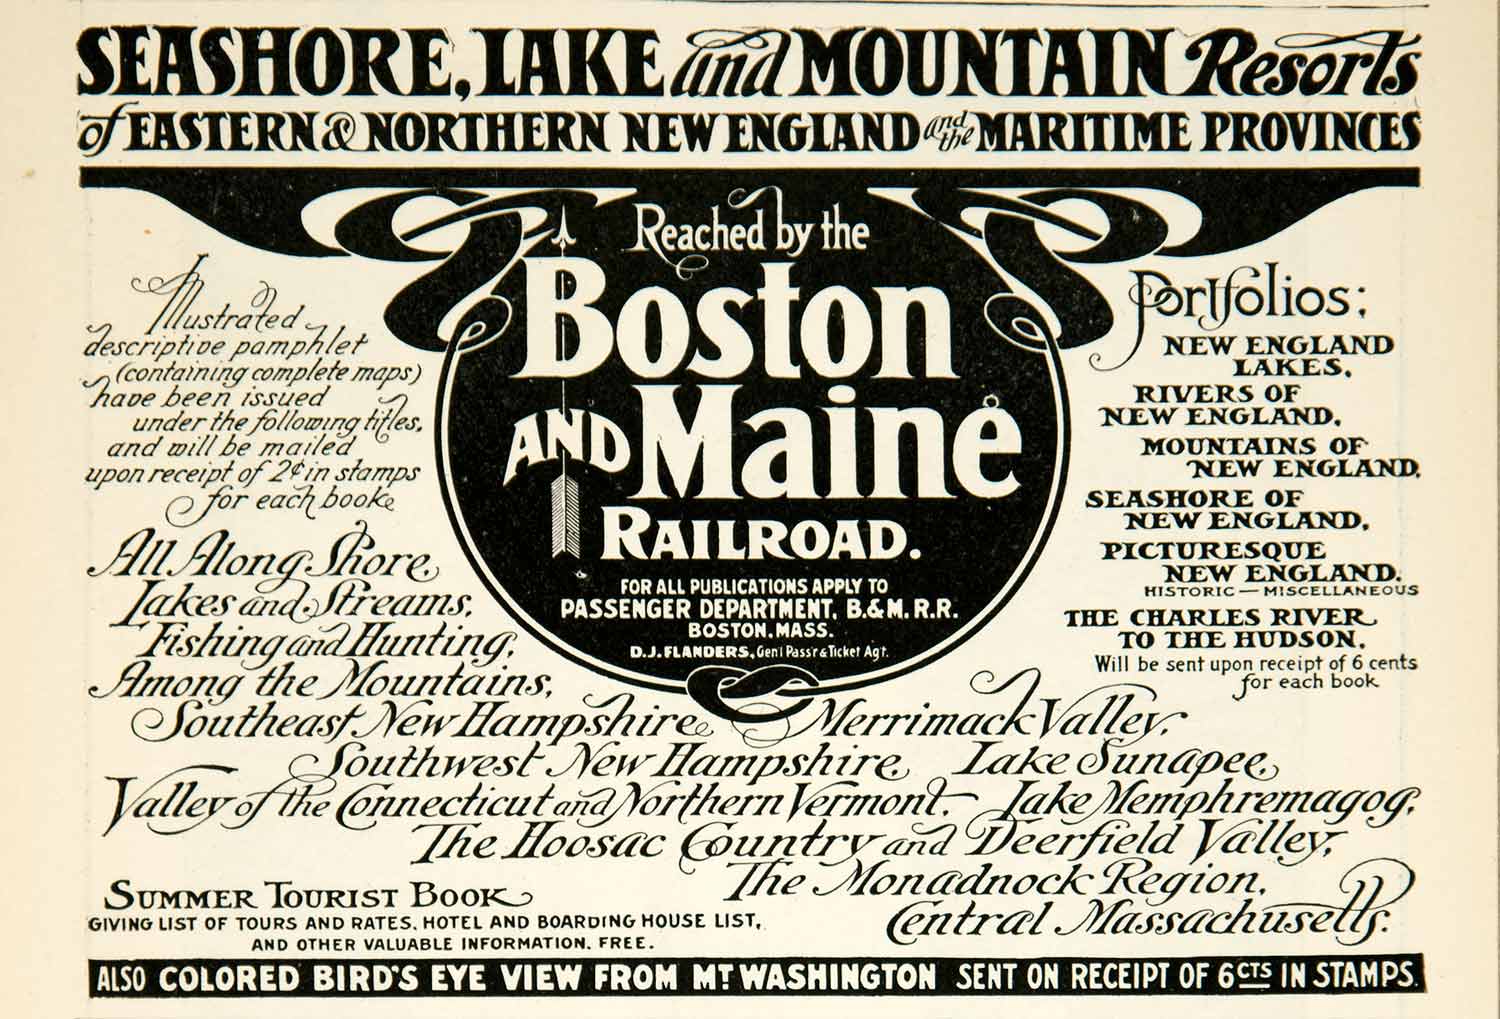 SEASHORE, LAKE and MOUNTAIN Resorts
of EASTERN & NORTHERN NEW ENGLAND and the MARITIME PROVINCES
Reached by the
Boston
AND Maine
RAILROAD.
FOR ALL PUBLICATIONS APPLY TO
PASSENGER DEPARTMENT, B. & M. R. R.
BOSTON, MASS.
D. J. FLANDERS, Gen'l Pass'r & Ticket Ag't.
Illustrated
descriptive pamphlet
(containing complete maps)
have been issued
under the following titles,
and will be mailed
upon receipt of 2¢ in stamps
for each book
All Along Shore,
Lakes and Streams,
Fishing and Hunting,
Among the Mountains,
Southeast New Hampshire,
Southwest New Hampshire,
Valley of the Connecticut and Northern Vermont,
The Hoosac Country and Deerfield Valley,
Merrimack Valley,
Lake Sunapee,
Lake Memphremagog,
The Monadnock Region,
Central Massachusetts.
Portfolios:
NEW ENGLAND
LAKES,
RIVERS OF
NEW ENGLAND,
MOUNTAINS OF
NEW ENGLAND,
SEASHORE OF
NEW ENGLAND,
PICTURESQUE
NEW ENGLAND.
HISTORIC — MISCELLANEOUS
THE CHARLES RIVER
TO THE HUDSON,
Will be sent upon receipt of 6 cents
for each book
SUMMER TOURIST BOOK
GIVING LIST OF TOURS AND RATES, HOTEL AND BOARDING HOUSE LIST,
AND OTHER VALUABLE INFORMATION, FREE.
ALSO COLORED BIRD'S EYE VIEW FROM MT. WASHINGTON SENT ON RECEIPT OF 6 CTS IN STAMPS.